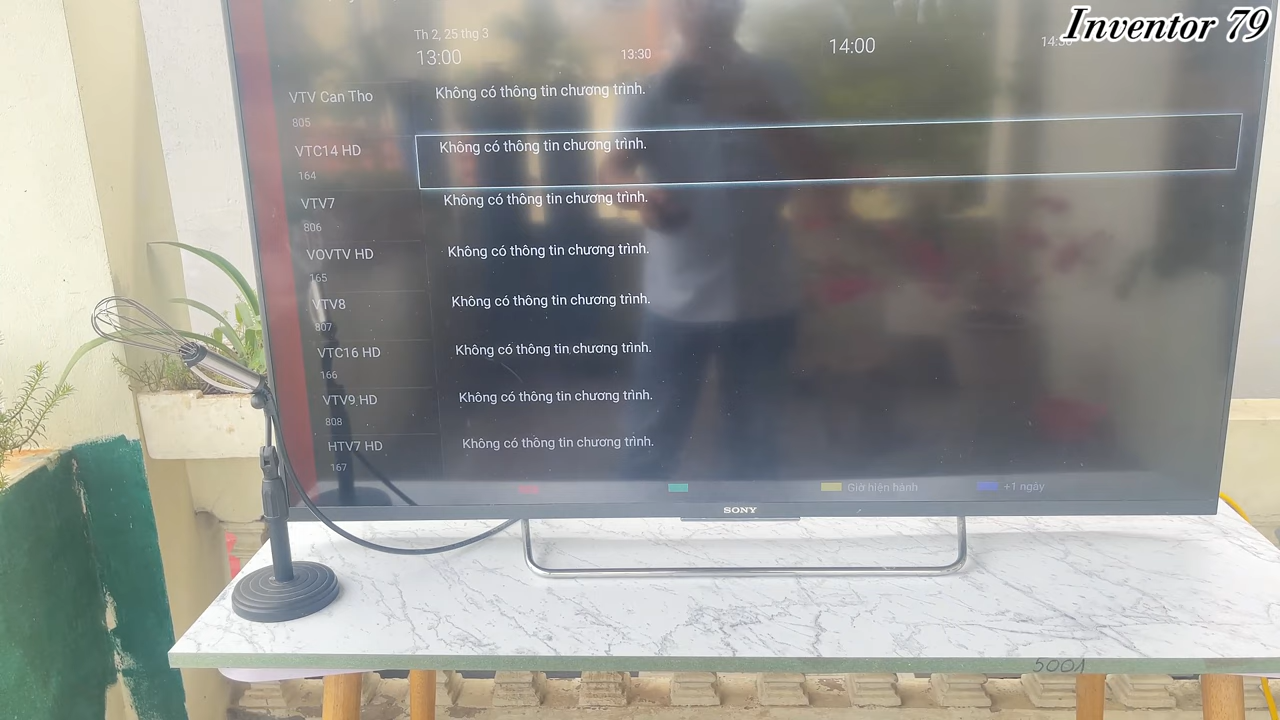 Inventor 79
Th 2, 25 thg 3
13:00
13:30
14:00
14:30
VTV Can Tho
805
Không có thông tin chương trình.
VTC14 HD
164
Không có thông tin chương trình.
VTV7
806
Không có thông tin chương trình.
VOVTV HD
165
Không có thông tin chương trình.
VTV8
807
Không có thông tin chương trình.
VTC16 HD
166
Không có thông tin chương trình.
VTV9 HD
808
Không có thông tin chương trình.
HTV7 HD
167
Không có thông tin chương trình.
Giờ hiện hành
+1 ngày
SONY
5001